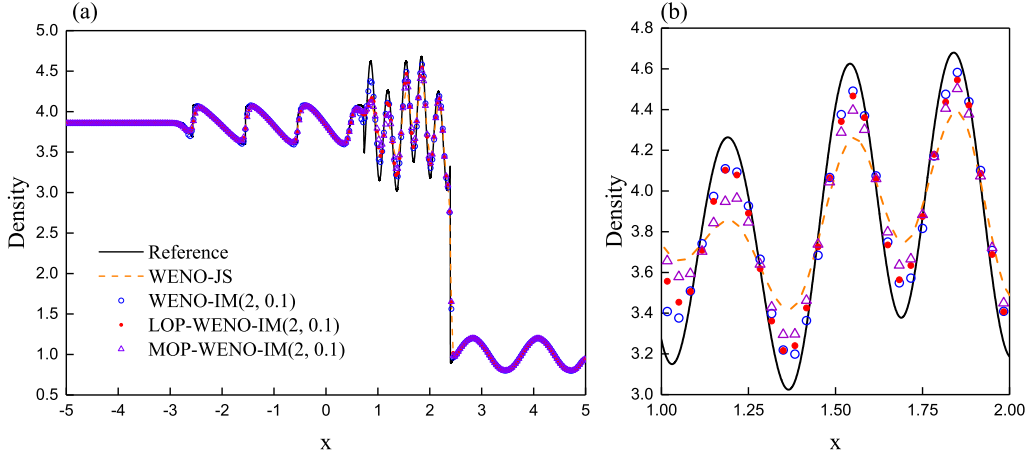 (a)
5.0
4.5
4.0
3.5
3.0
2.5
2.0
1.5
1.0
0.5
Density
Reference
WENO-JS
WENO-IM(2, 0.1)
LOP-WENO-IM(2, 0.1)
MOP-WENO-IM(2, 0.1)
-5 -4 -3 -2 -1 0 1 2 3 4 5
x
(b)
4.8
4.6
4.4
4.2
4.0
3.8
3.6
3.4
3.2
3.0
Density
1.00 1.25 1.50 1.75 2.00
x